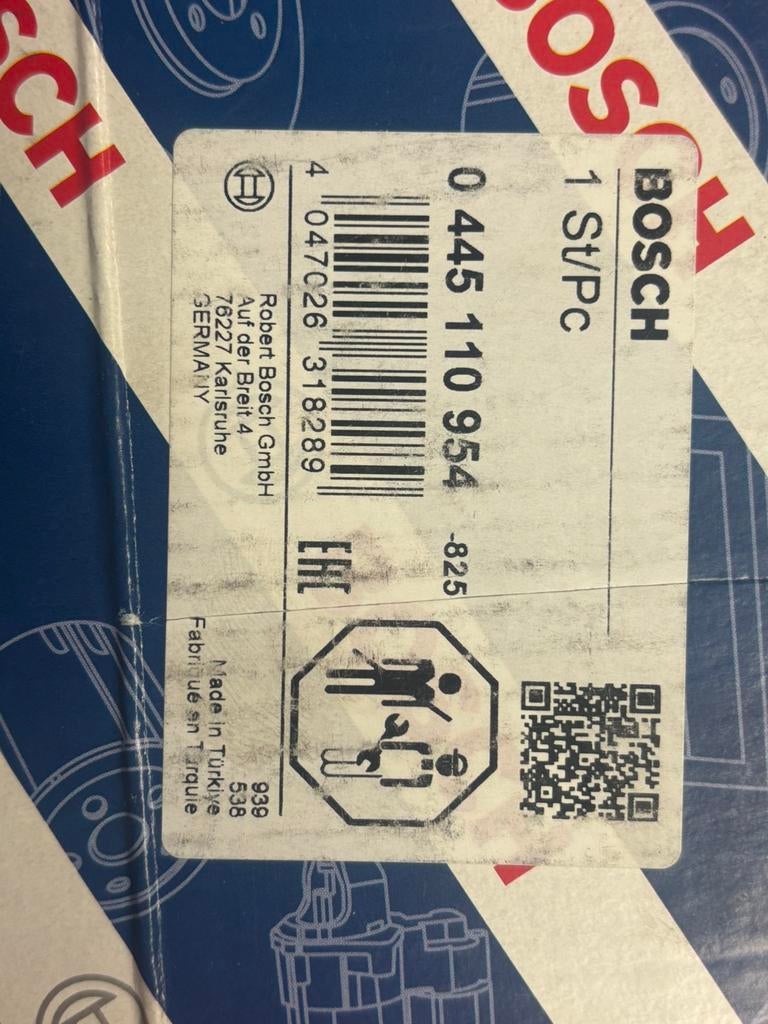 BOSCH
1 St/Pc
0 445 110 954 -825
4 047026 318289
EAC
Robert Bosch GmbH
Auf der Breit 4
76227 Karlsruhe
GERMANY
939
538
Made in Türkiye
Fabriqué en Turquie
BOSCH
BOSCH